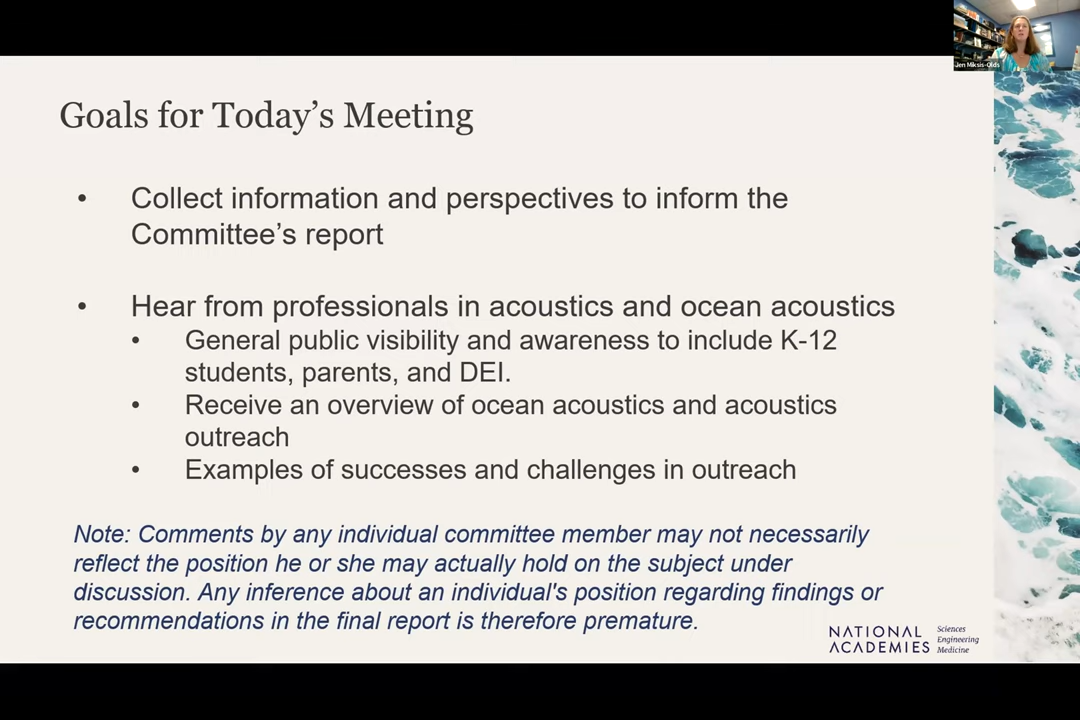 Jen Miksis-Olds
Goals for Today's Meeting
• Collect information and perspectives to inform the
Committee's report
• Hear from professionals in acoustics and ocean acoustics
• General public visibility and awareness to include K-12
students, parents, and DEI.
• Receive an overview of ocean acoustics and acoustics
outreach
• Examples of successes and challenges in outreach
Note: Comments by any individual committee member may not necessarily
reflect the position he or she may actually hold on the subject under
discussion. Any inference about an individual's position regarding findings or
recommendations in the final report is therefore premature.
NATIONAL
ACADEMIES
Sciences
Engineering
Medicine